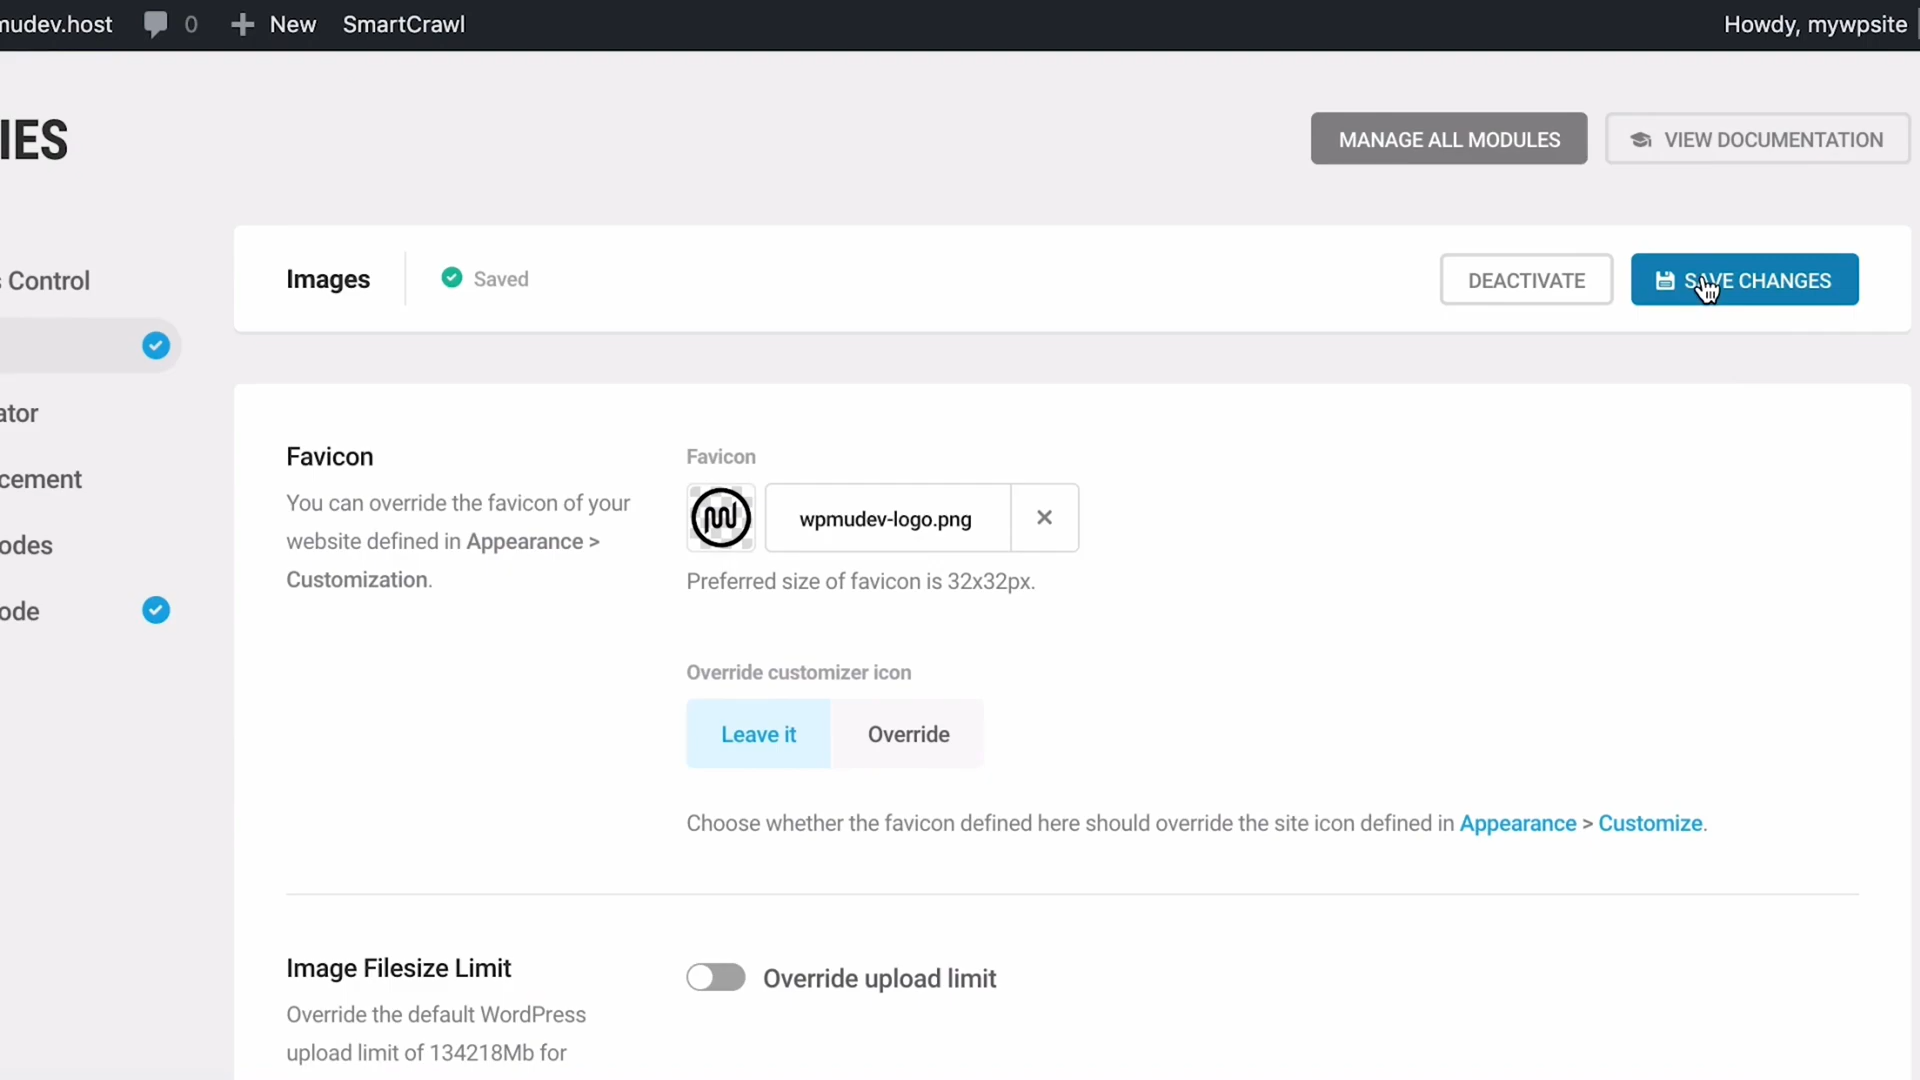 mudev.host 0 New SmartCrawl Howdy, mywpsite
IES
MANAGE ALL MODULES VIEW DOCUMENTATION
s Control
ator
cement
odes
ode
Images Saved DEACTIVATE SAVE CHANGES
Favicon
You can override the favicon of your
website defined in Appearance >
Customization.
Favicon
wpmudev-logo.png
Preferred size of favicon is 32x32px.
Override customizer icon
Leave it Override
Choose whether the favicon defined here should override the site icon defined in Appearance > Customize.
Image Filesize Limit
Override the default WordPress
upload limit of 134218Mb for
Override upload limit